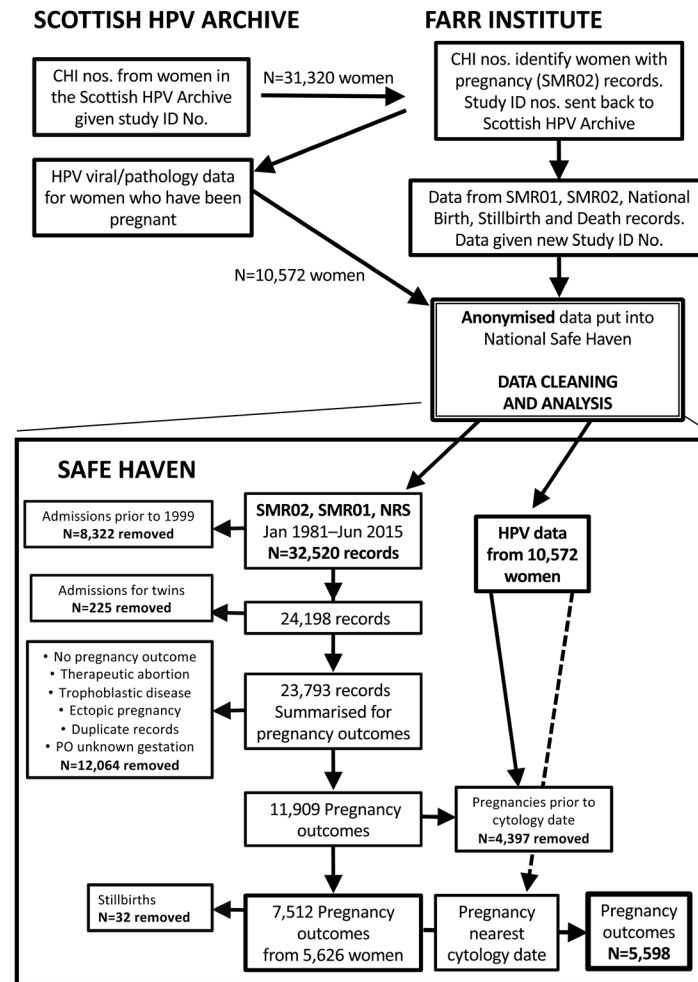 SCOTTISH HPV ARCHIVE
FARR INSTITUTE
CHI nos. from women in
the Scottish HPV Archive
given study ID No.
N=31,320 women
CHI nos. identify women with
pregnancy (SMR02) records.
Study ID nos. sent back to
Scottish HPV Archive
HPV viral/pathology data
for women who have been
pregnant
Data from SMR01, SMR02, National
Birth, Stillbirth and Death records.
Data given new Study ID No.
N=10,572 women
Anonymised data put into
National Safe Haven
DATA CLEANING
AND ANALYSIS
SAFE HAVEN
Admissions prior to 1999
N=8,322 removed
SMR02, SMR01, NRS
Jan 1981–Jun 2015
N=32,520 records
HPV data
from 10,572
women
Admissions for twins
N=225 removed
24,198 records
• No pregnancy outcome
• Therapeutic abortion
• Trophoblastic disease
• Ectopic pregnancy
• Duplicate records
• PO unknown gestation
N=12,064 removed
23,793 records
Summarised for
pregnancy outcomes
11,909 Pregnancy
outcomes
Pregnancies prior to
cytology date
N=4,397 removed
Stillbirths
N=32 removed
7,512 Pregnancy
outcomes
from 5,626 women
Pregnancy
nearest
cytology date
Pregnancy
outcomes
N=5,598